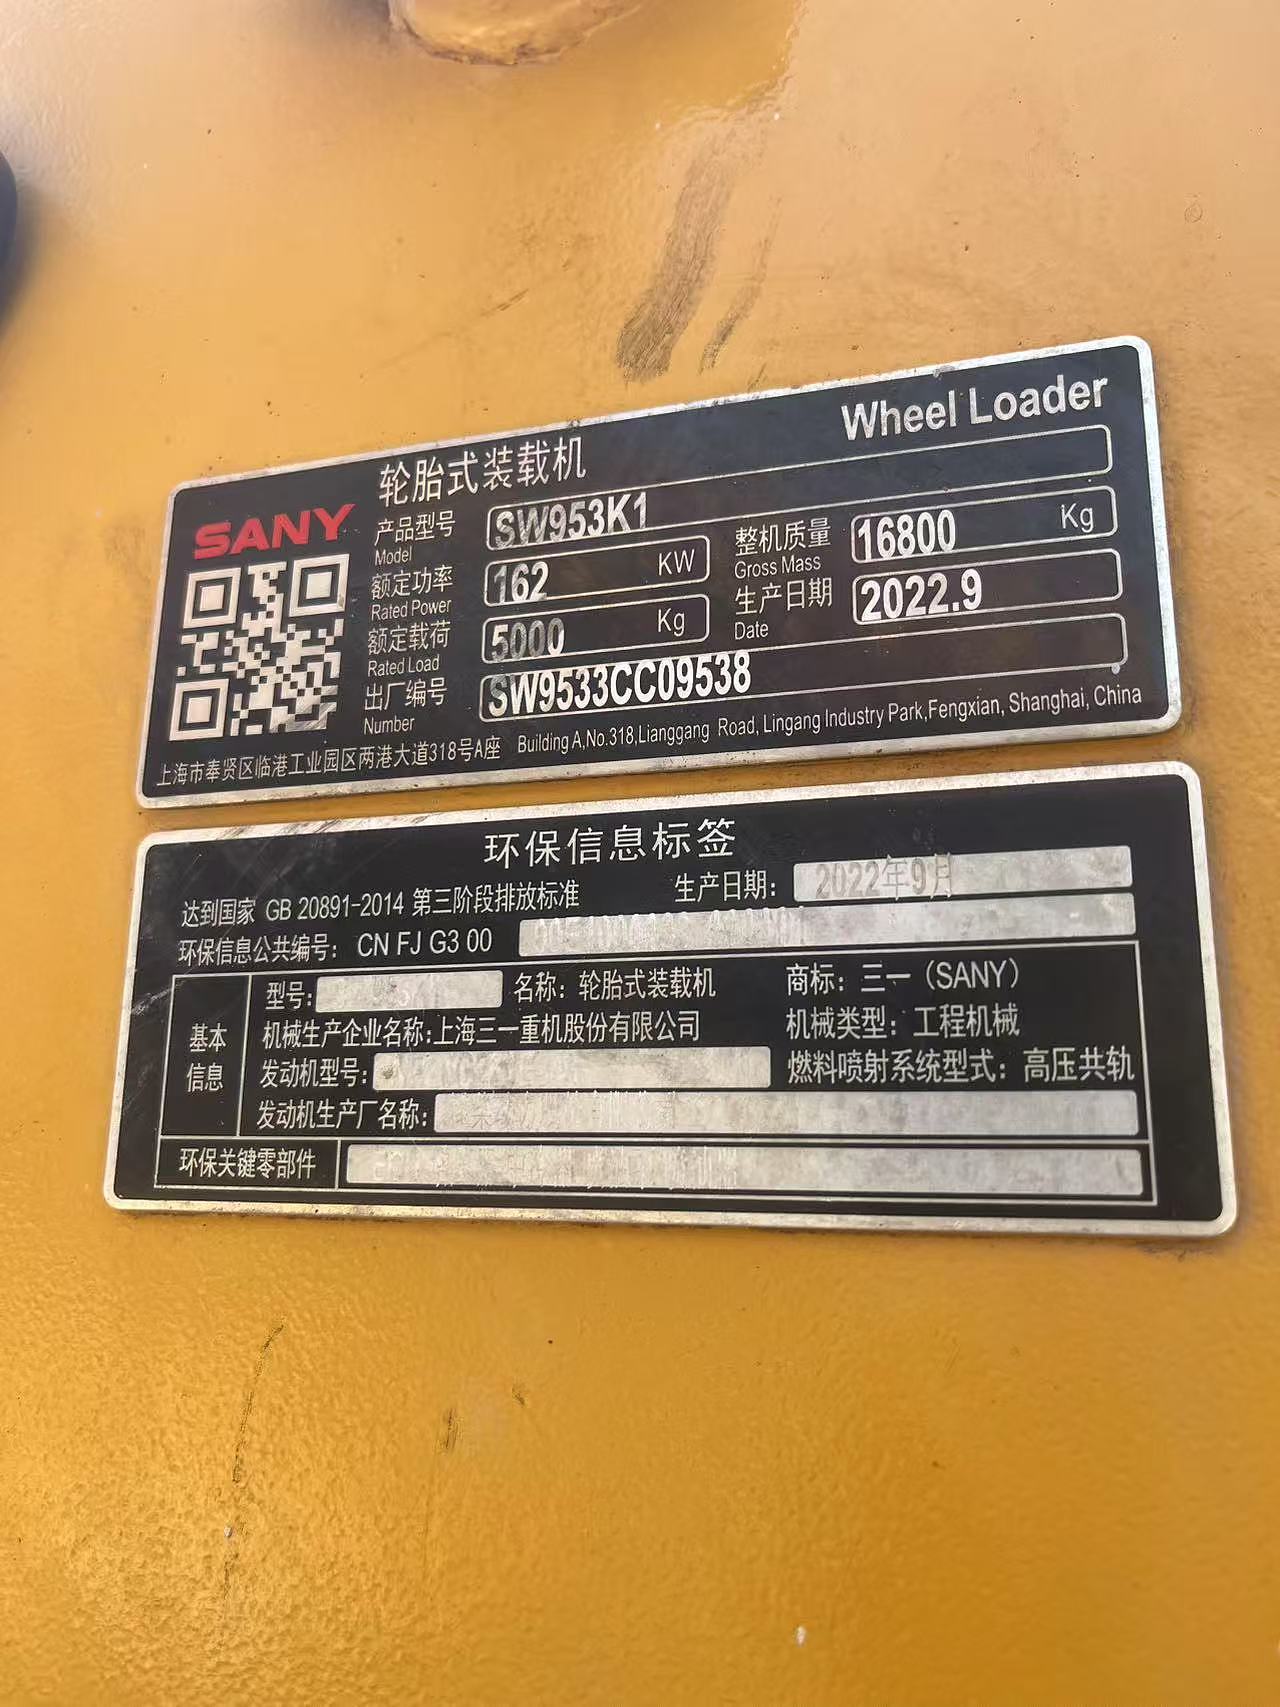 轮胎式装载机 Wheel Loader
SANY
产品型号 SW953K1
Model
额定功率 162 KW 整机质量 16800 Kg
Rated Power Gross Mass
额定载荷 5000 Kg 生产日期 2022.9
Rated Load Date
出厂编号 SW9533CC09538
Number
上海市奉贤区临港工业园区两港大道318号A座 Building A,No.318,Lianggang Road, Lingang Industry Park,Fengxian, Shanghai, China
环保信息标签
达到国家 GB 20891-2014 第三阶段排放标准 生产日期: 2022年9月
环保信息公共编号: CN FJ G3 00
基本信息
型号: 名称: 轮胎式装载机 商标: 三一 (SANY)
机械生产企业名称:上海三一重机股份有限公司 机械类型: 工程机械
发动机型号: 燃料喷射系统型式: 高压共轨
发动机生产厂名称:
环保关键零部件